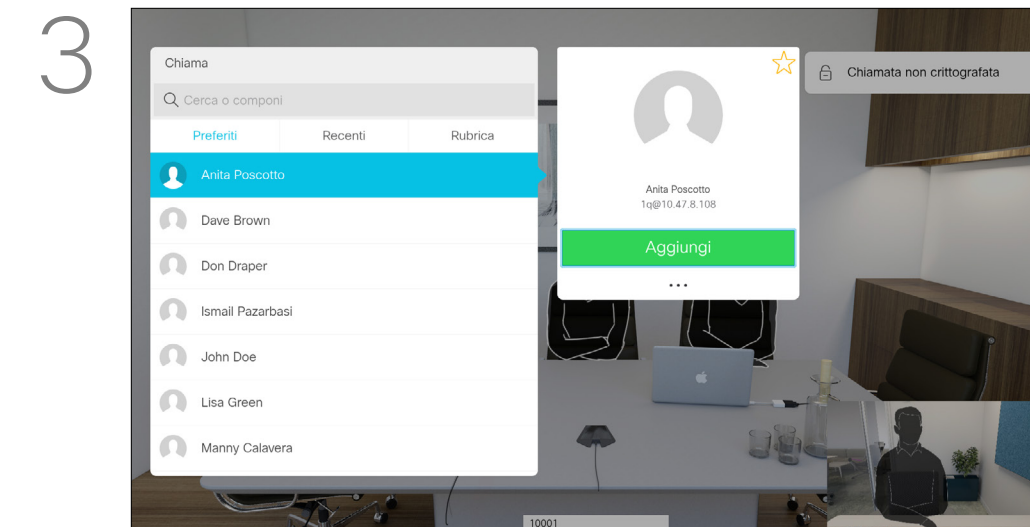 3
Chiama
Cerca o componi
Preferiti Recenti Rubrica
Anita Poscotto
Dave Brown
Don Draper
Ismail Pazarbasi
John Doe
Lisa Green
Manny Calavera
Anita Poscotto
1q@10.47.8.108
Aggiungi
...
Chiamata non crittografata
10001